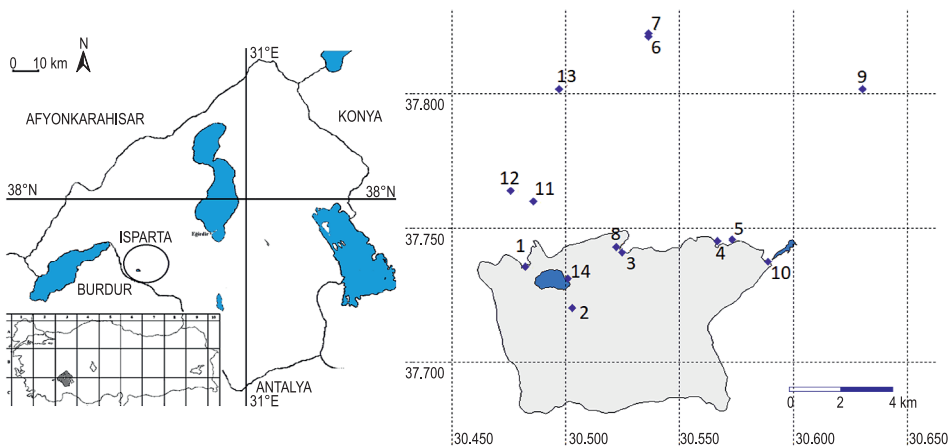 N
0 10 km
31°E
AFYONKARAHISAR
KONYA
38°N
38°N
Eğirdir
ISPARTA
BURDUR
ANTALYA
31°E
7
6
13
9
37.800
12
11
37.750
8
5
1
3
4
10
14
2
37.700
0 2 4 km
30.450
30.500
30.550
30.600
30.650